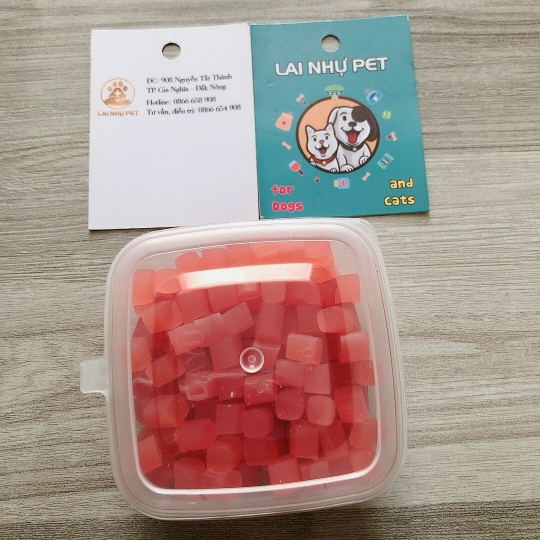 ĐC: 908 Nguyễn Tất Thành
TP. Gia Nghĩa - Đắk Nông
Hotline: 0866 658 908
Tư vấn, điều trị: 0866 654 908
LAI NHỰ PET
LAI NHỰ PET
for
Dogs
and
Cats